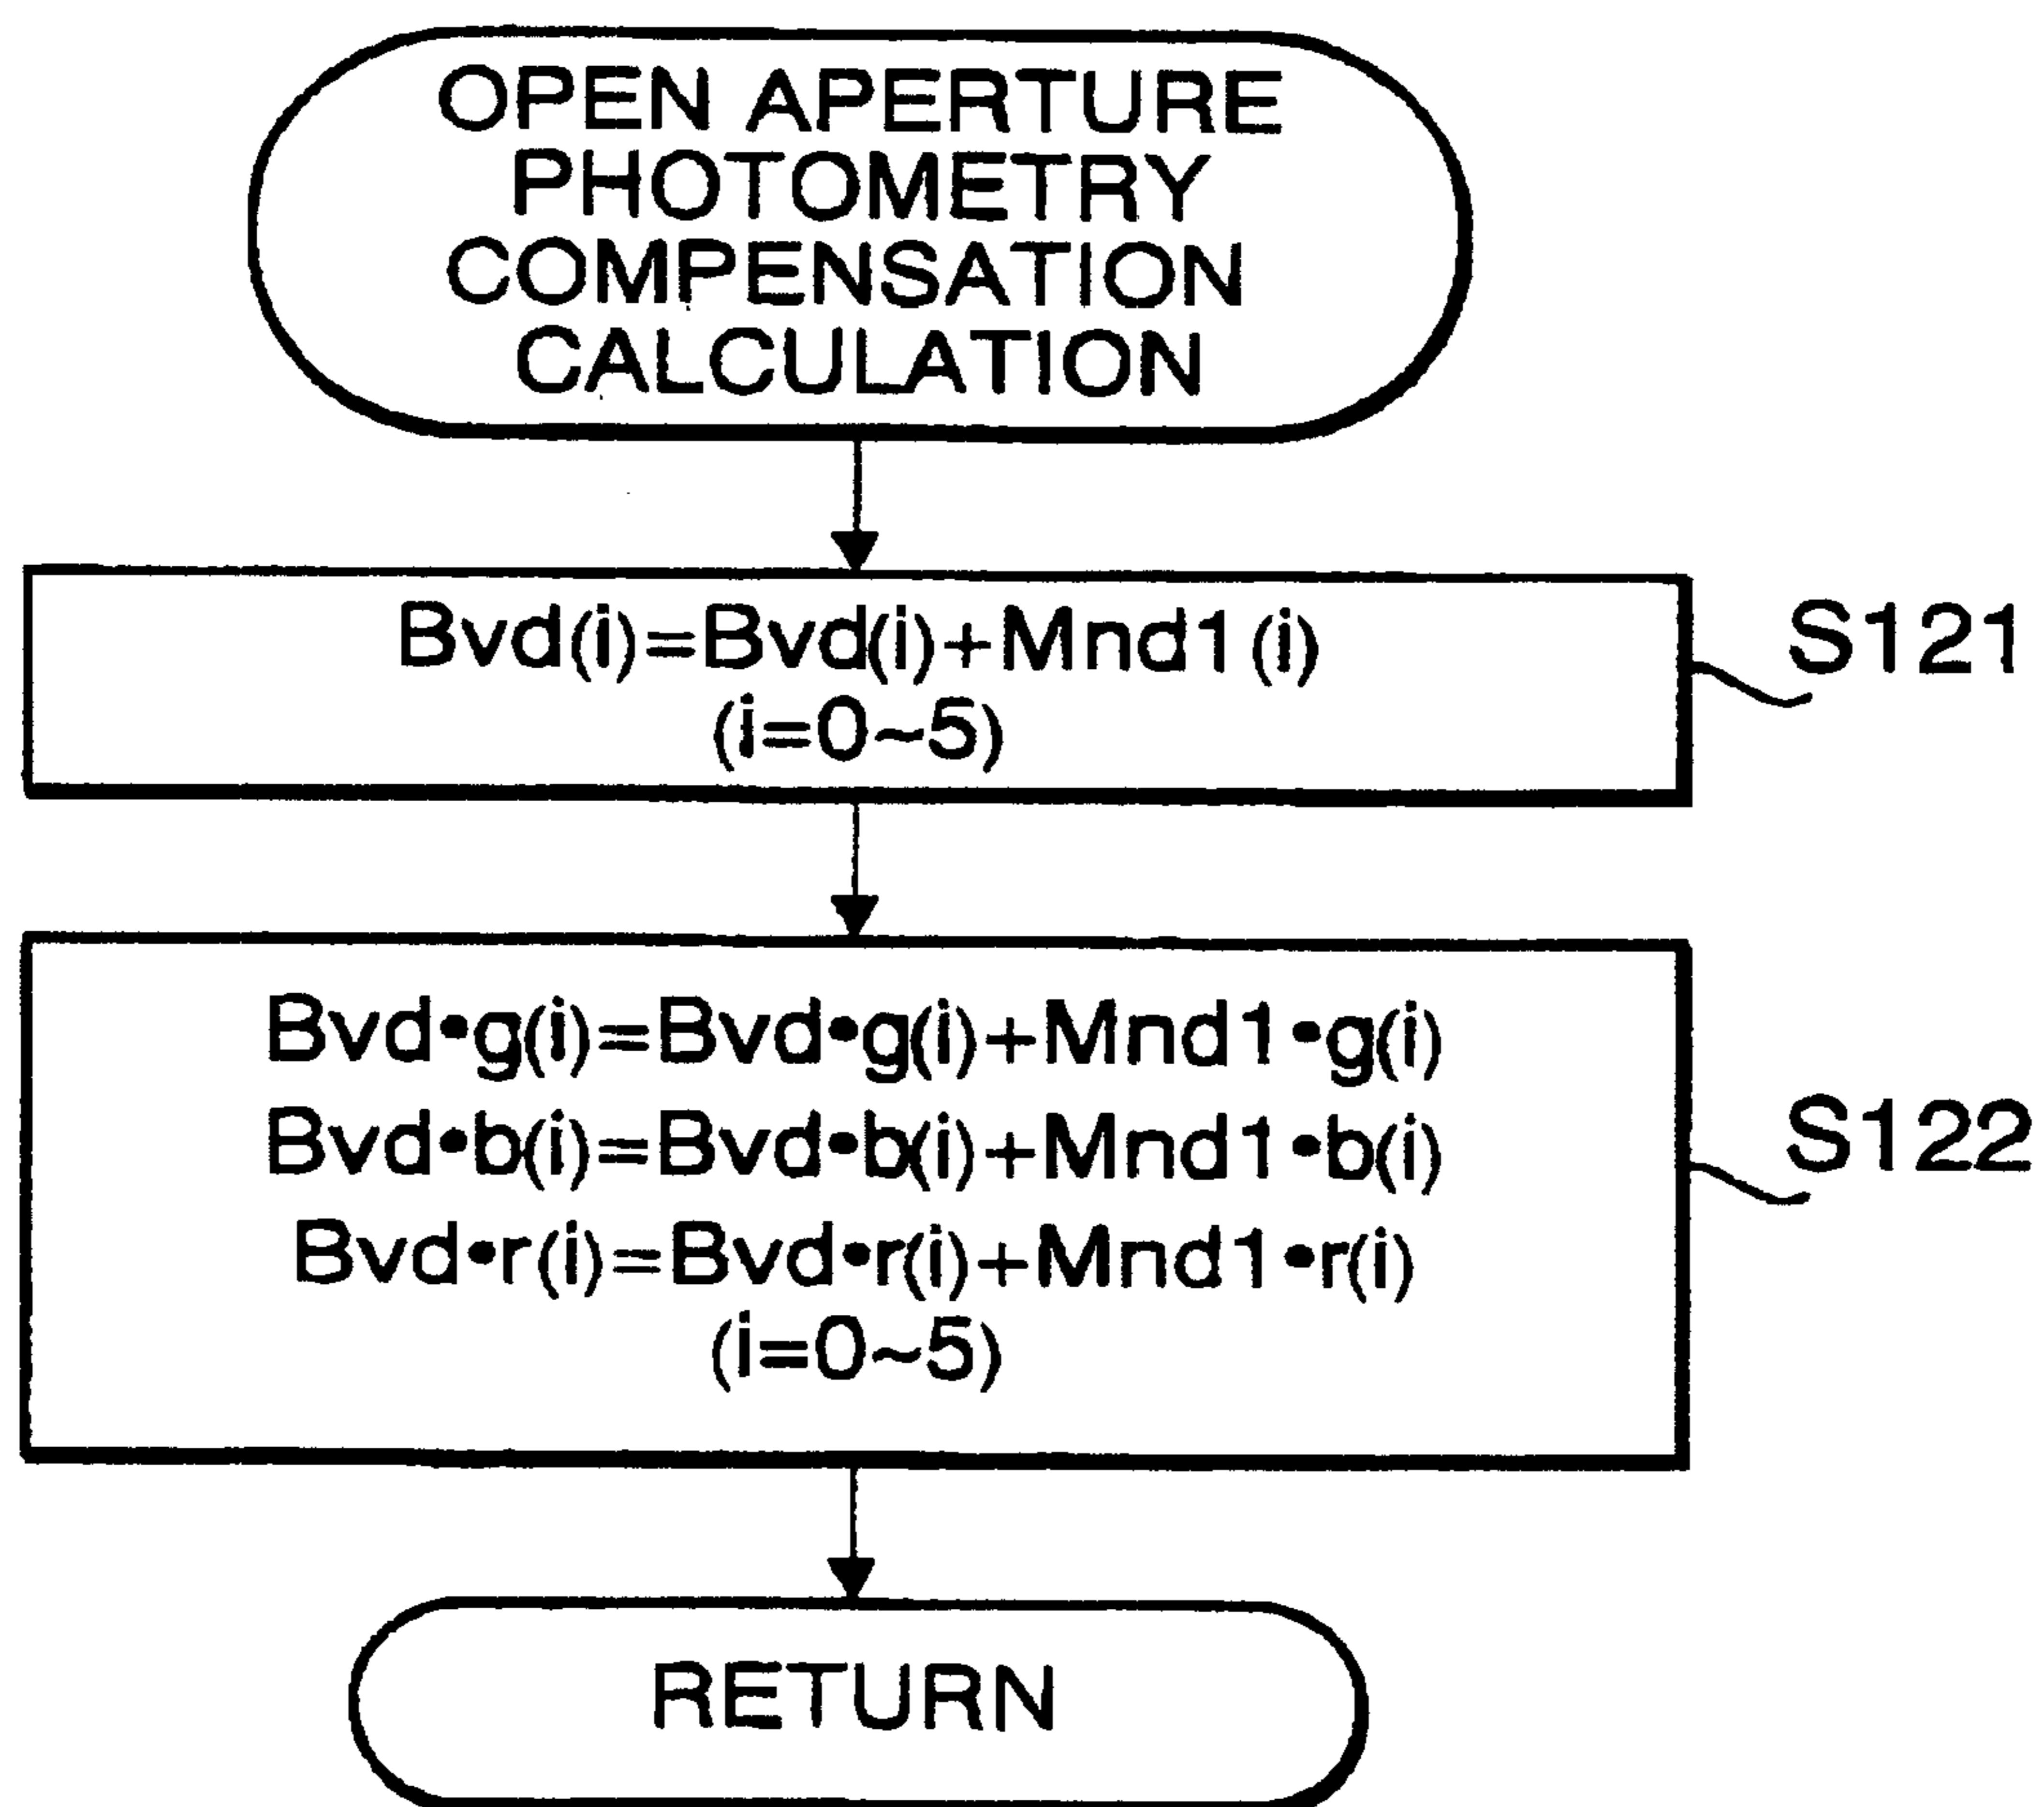 OPEN APERTURE
PHOTOMETRY
COMPENSATION
CALCULATION
Bvd(i)=Bvd(i)+Mnd1(i)
(i=0~5)
S121
Bvd•g(i)=Bvd•g(i)+Mnd1•g(i)
Bvd•b(i)=Bvd•b(i)+Mnd1•b(i)
Bvd•r(i)=Bvd•r(i)+Mnd1•r(i)
(i=0~5)
S122
RETURN